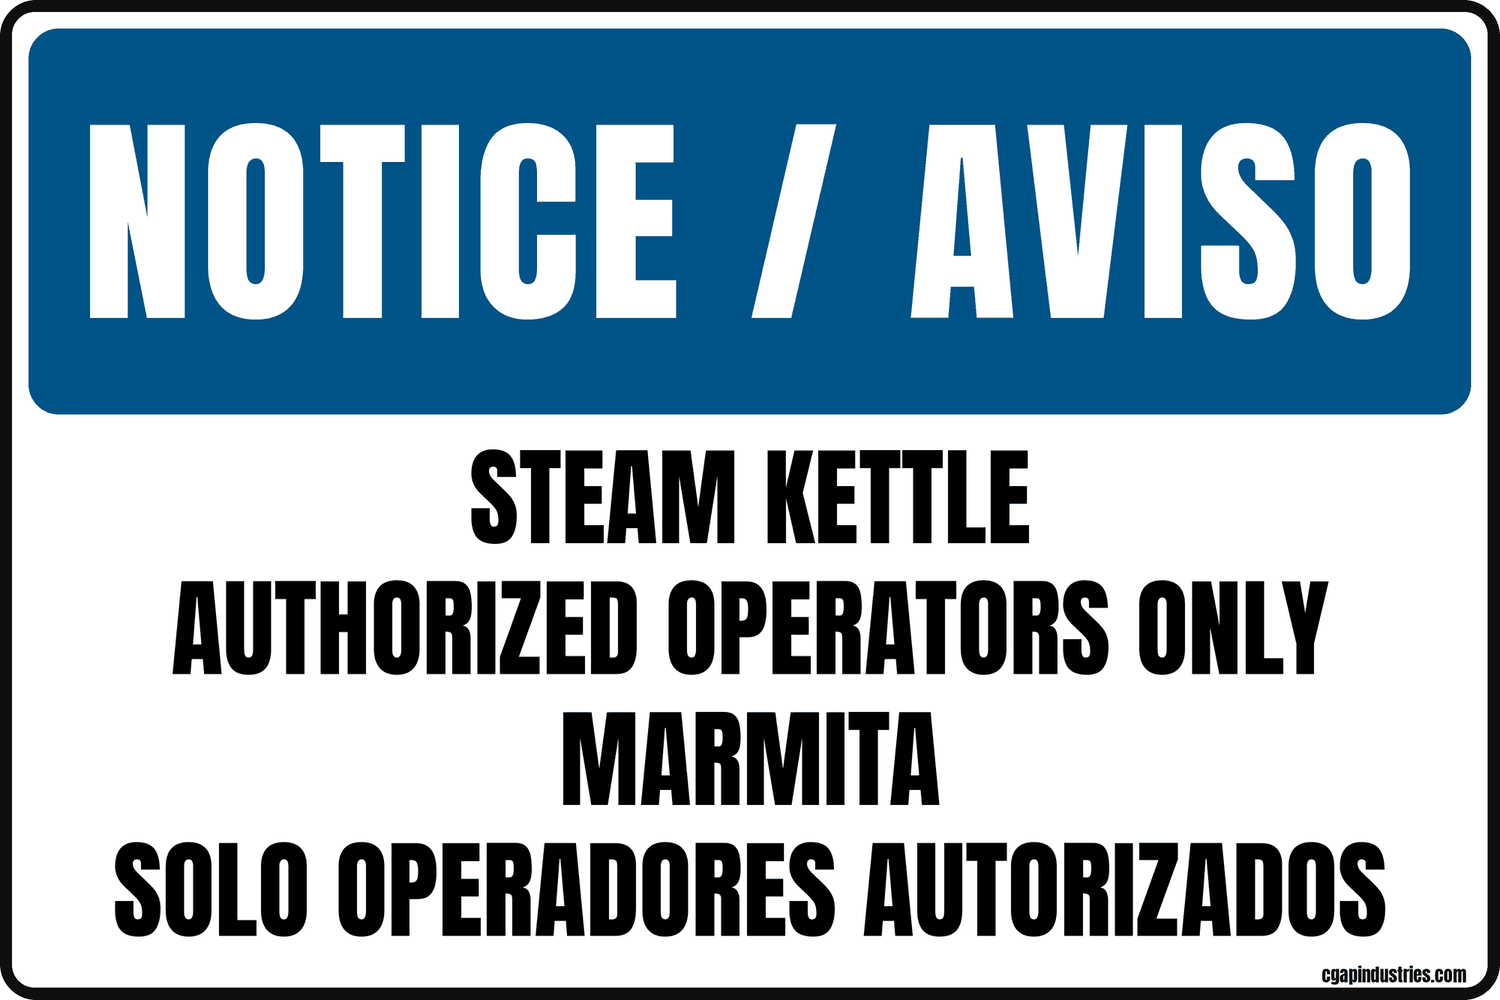 NOTICE / AVISO
STEAM KETTLE
AUTHORIZED OPERATORS ONLY
MARMITA
SOLO OPERADORES AUTORIZADOS
cgapindustries.com